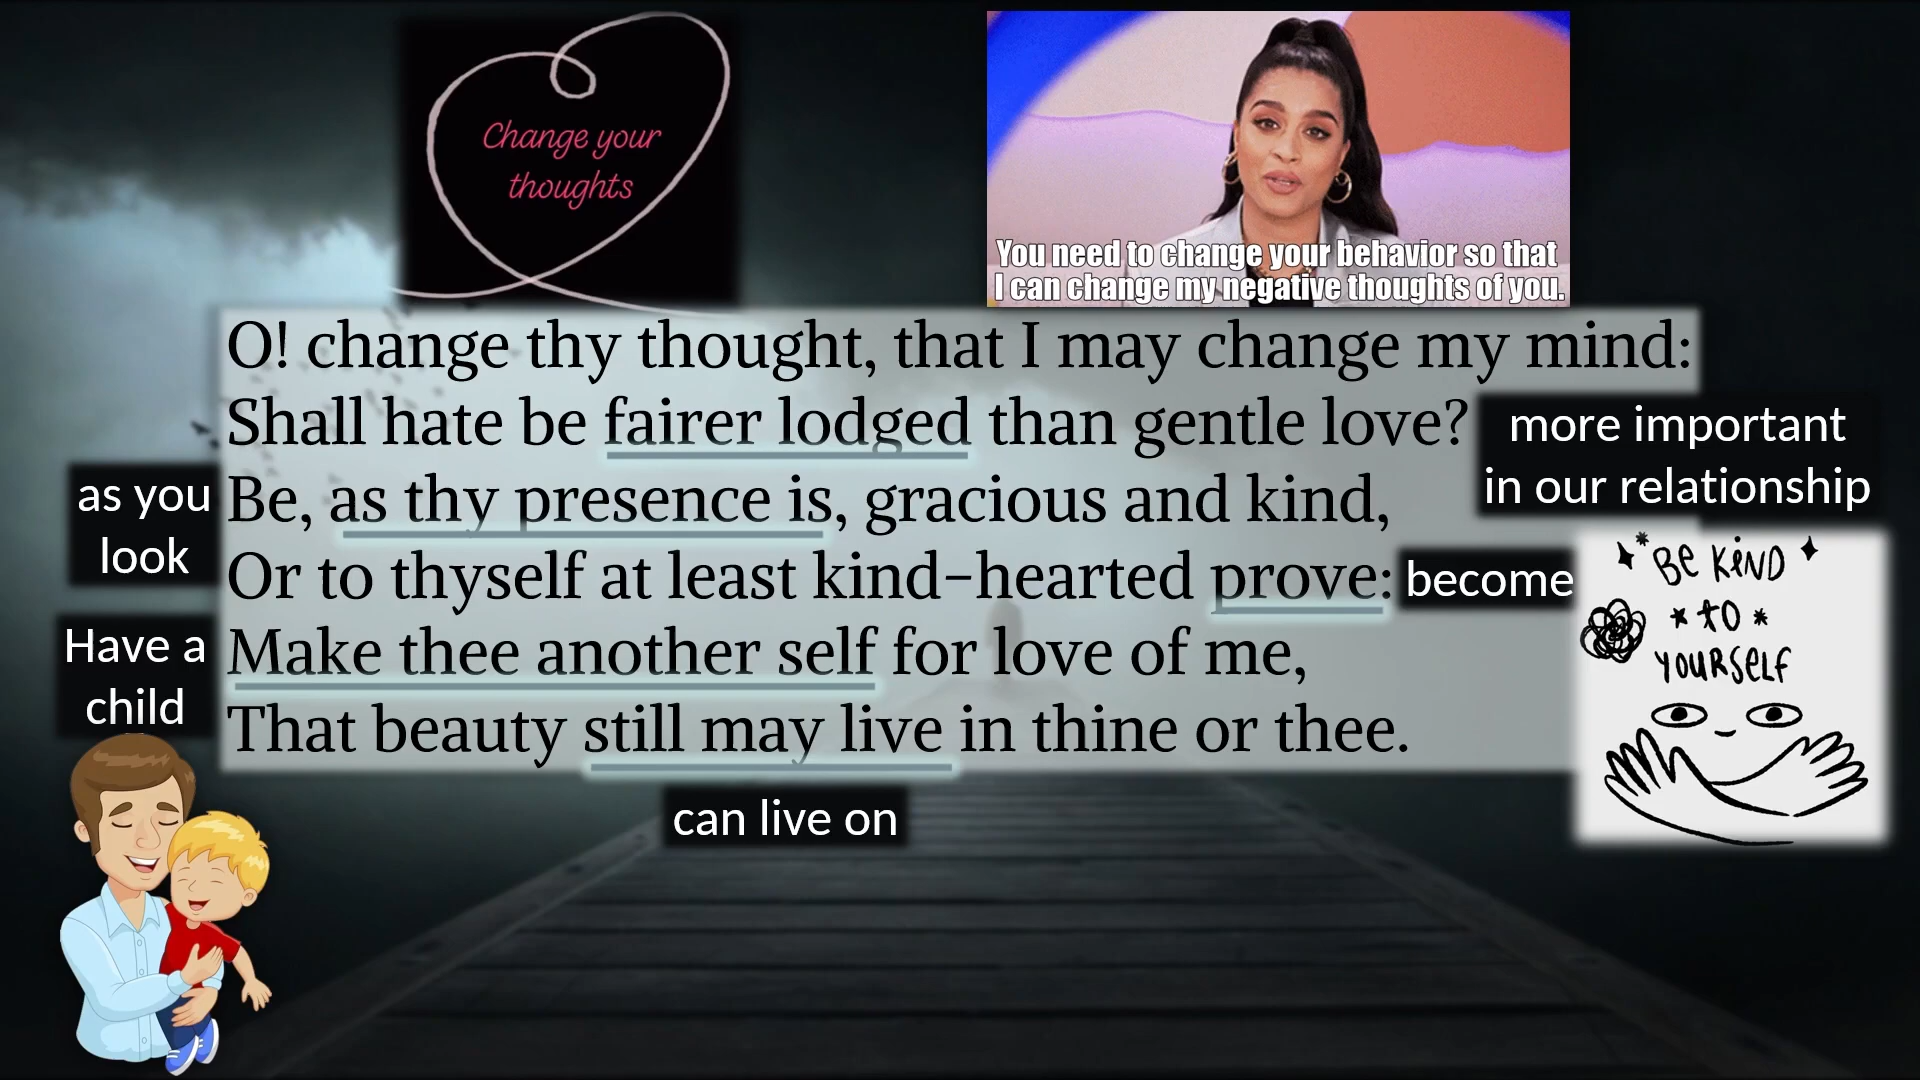 Change your
thoughts
You need to change your behavior so that
I can change my negative thoughts of you.
O! change thy thought, that I may change my mind:
Shall hate be fairer lodged than gentle love?
more important
in our relationship
as you
look
Be, as thy presence is, gracious and kind,
Or to thyself at least kind-hearted prove:
become
BE KIND
TO
YOURSELF
Have a
child
Make thee another self for love of me,
That beauty still may live in thine or thee.
can live on